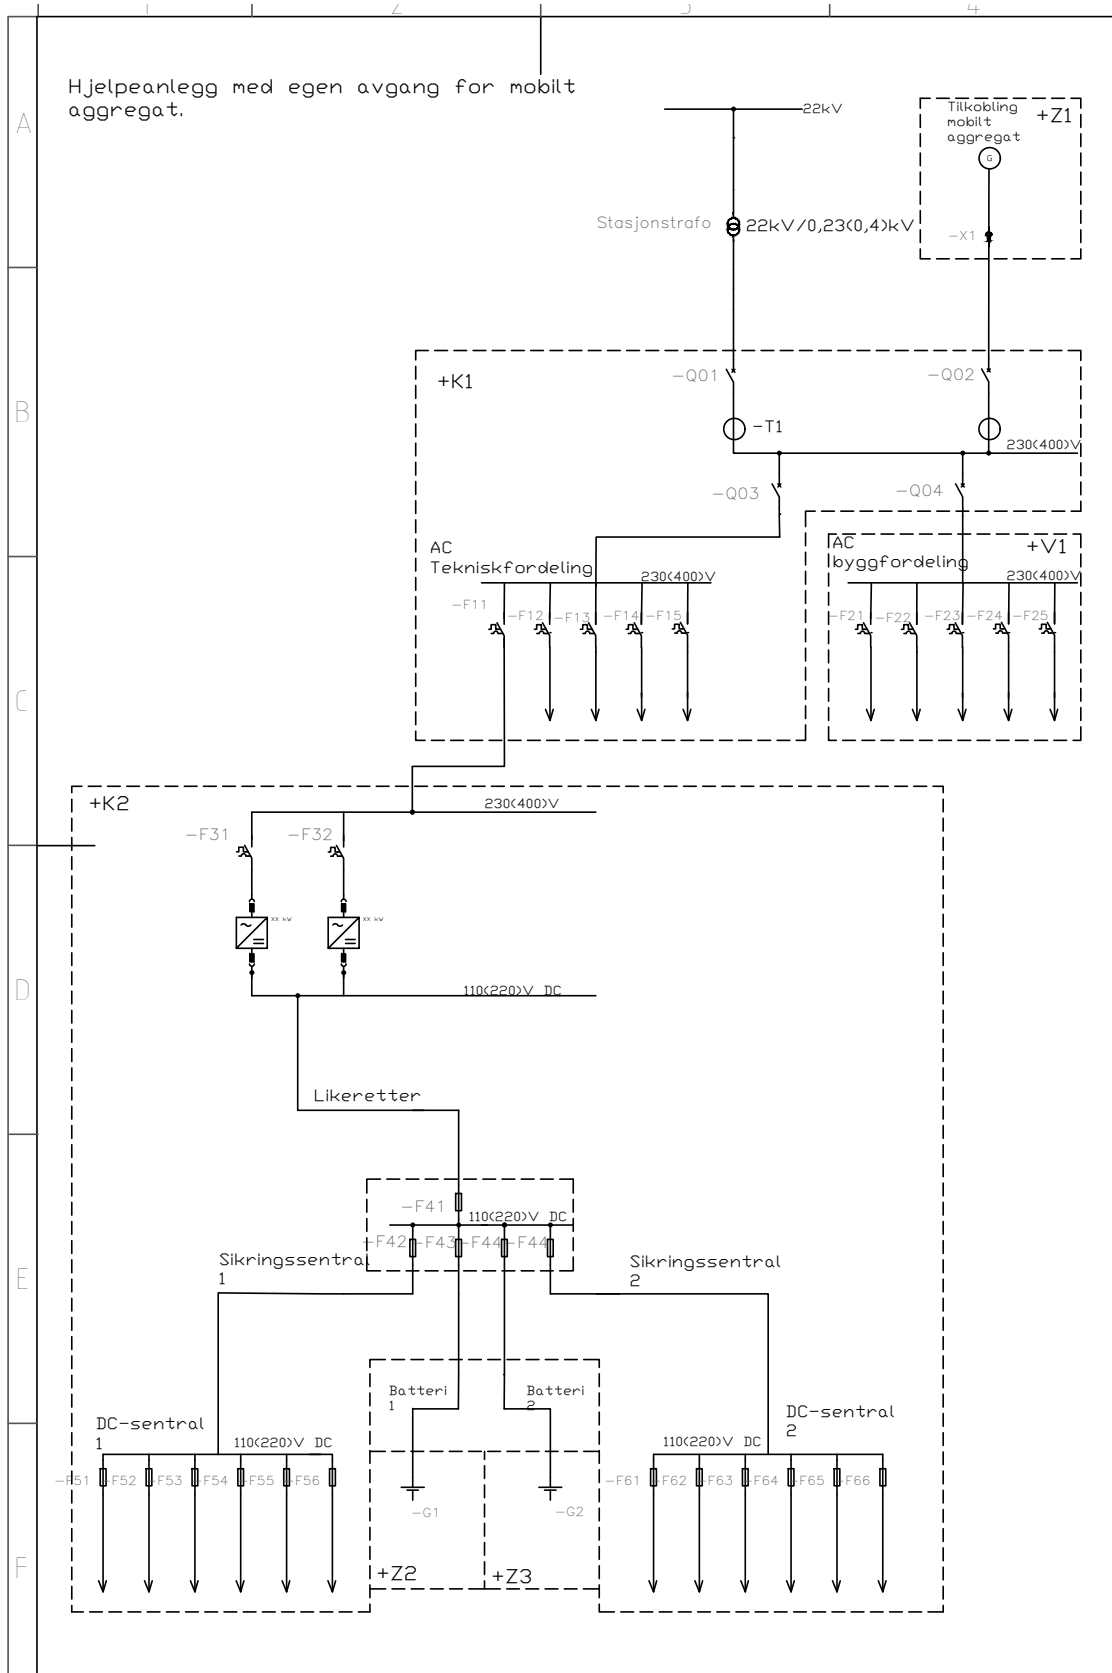 Hjelpeanlegg med egen avgang for mobilt
aggregat.
A
22kV
Tilkobling
mobilt
aggregat
+Z1
G
Stasjonstrafo
22kV/0,23(0,4)kV
-X1
+K1
-Q01
-Q02
B
-T1
230(400)V
-Q03
-Q04
AC
Tekniskfordeling
230(400)V
AC
byggfordeling
+V1
230(400)V
-F11
-F12
-F13
-F14
-F15
-F21
-F22
-F23
-F24
-F25
C
+K2
230(400)V
-F31
-F32
xx kW
xx kW
D
110(220)V DC
Likeretter
-F41
110(220)V DC
-F42
-F43
-F44
-F44
E
Sikringssentral
1
Sikringssentral
2
Batteri
1
Batteri
2
DC-sentral
1
110(220)V DC
DC-sentral
2
110(220)V DC
-F51
-F52
-F53
-F54
-F55
-F56
-F61
-F62
-F63
-F64
-F65
-F66
-G1
-G2
F
+Z2
+Z3